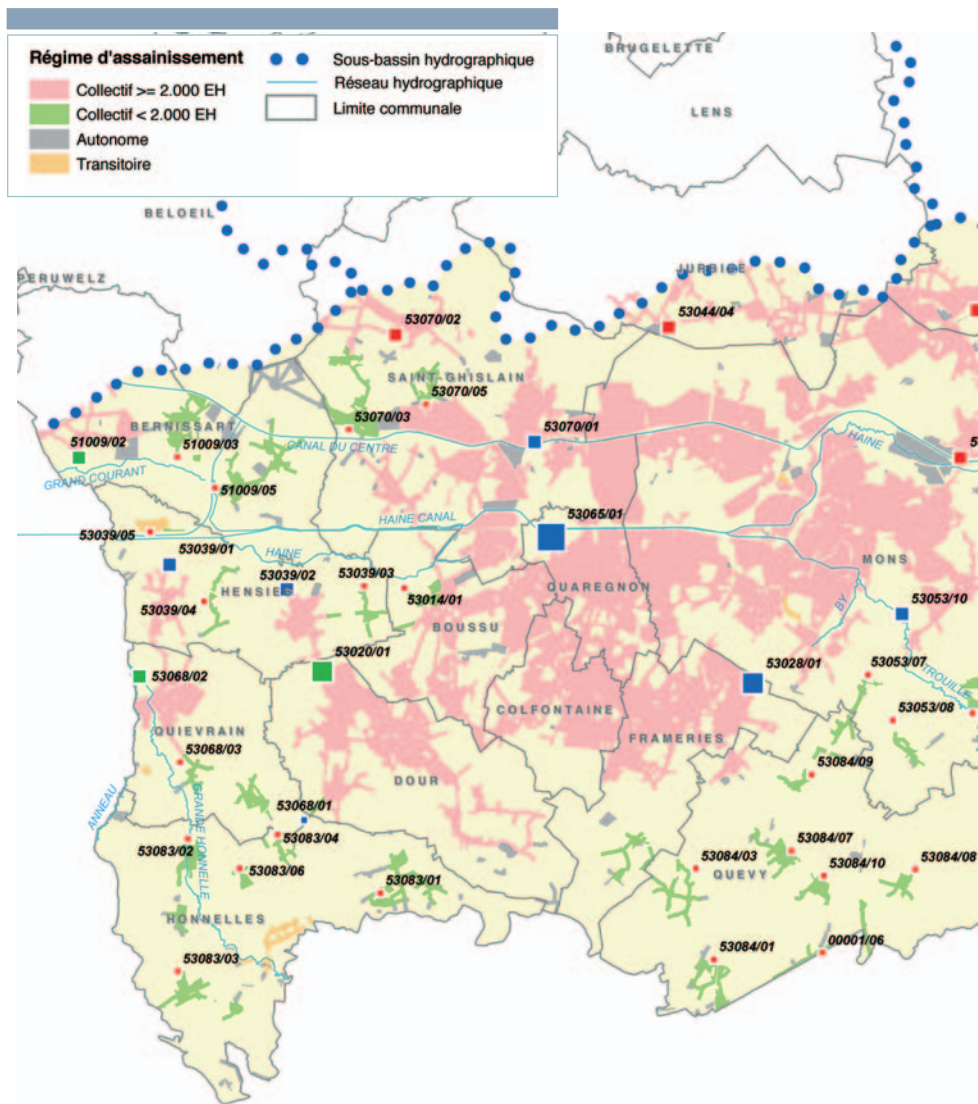 Régime d'assainissement
Collectif >= 2.000 EH
Collectif < 2.000 EH
Autonome
Transitoire
Sous-bassin hydrographique
Réseau hydrographique
Limite communale
BRUGELETTE
LENS
BELOEIL
PERUWELZ
JURBISE
53070/02
53044/04
SAINT-GHISLAIN
53070/05
BERNISSART
53070/03
53070/01
51009/02
51009/03
CANAL DU CENTRE
HAINE
GRAND COURANT
51009/05
53065/01
HAINE CANAL
53039/05
53039/01
HAINE
53039/02
53039/03
QUAREGNON
MONS
HENSIES
53014/01
53039/04
BY
53053/10
BOUSSU
53020/01
53028/01
53053/07
53068/02
TROUILLE
COLFONTAINE
53053/08
QUIEVRAIN
FRAMERIES
53068/03
53084/09
DOUR
ANNEAU
GRANDE HONNELLE
53068/01
53083/04
53083/02
53084/07
53083/06
53084/03
53084/10
53084/08
QUEVY
53083/01
HONNELLES
53083/03
53084/01
00001/06